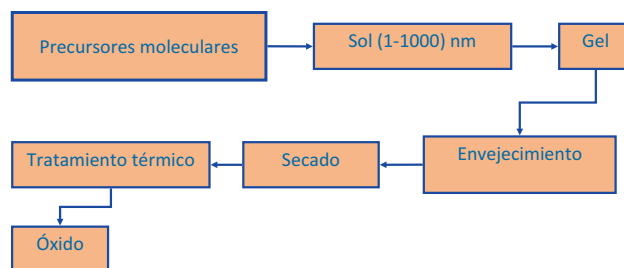 Precursores moleculares
Sol (1-1000) nm
Gel
Envejecimiento
Secado
Tratamiento térmico
Óxido